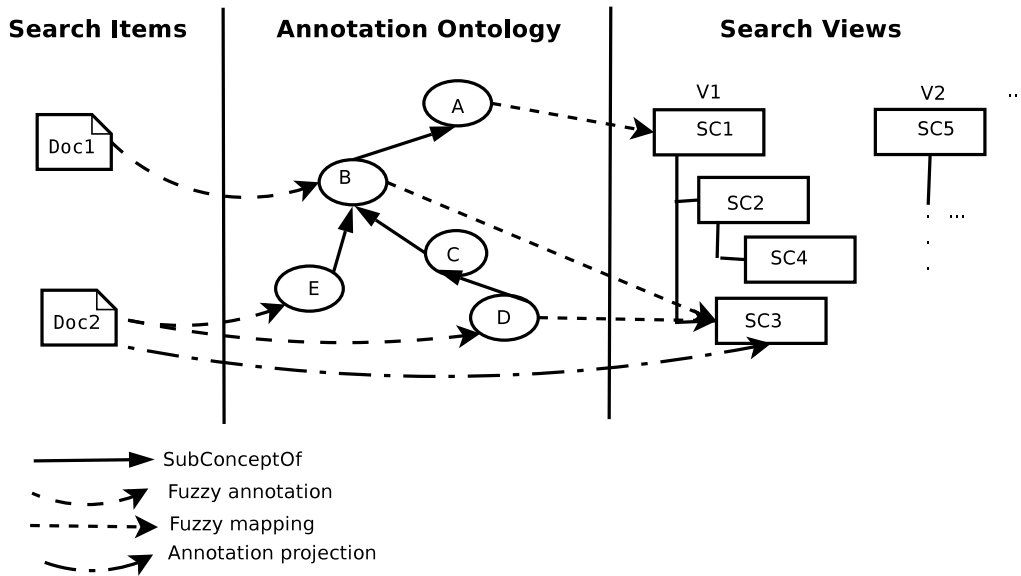 Search Items
Annotation Ontology
Search Views
V1
V2
..
A
SC1
SC5
Doc1
B
SC2
...
C
SC4
E
Doc2
D
SC3
SubConceptOf
Fuzzy annotation
Fuzzy mapping
Annotation projection